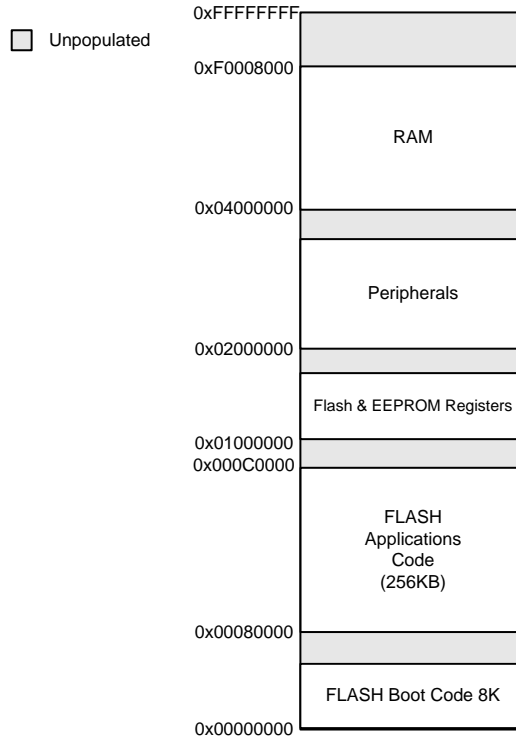 0xFFFFFFFF
Unpopulated
0xF0008000
RAM
0x04000000
Peripherals
0x02000000
Flash & EEPROM Registers
0x01000000
0x000C0000
FLASH
Applications
Code
(256KB)
0x00080000
FLASH Boot Code 8K
0x00000000